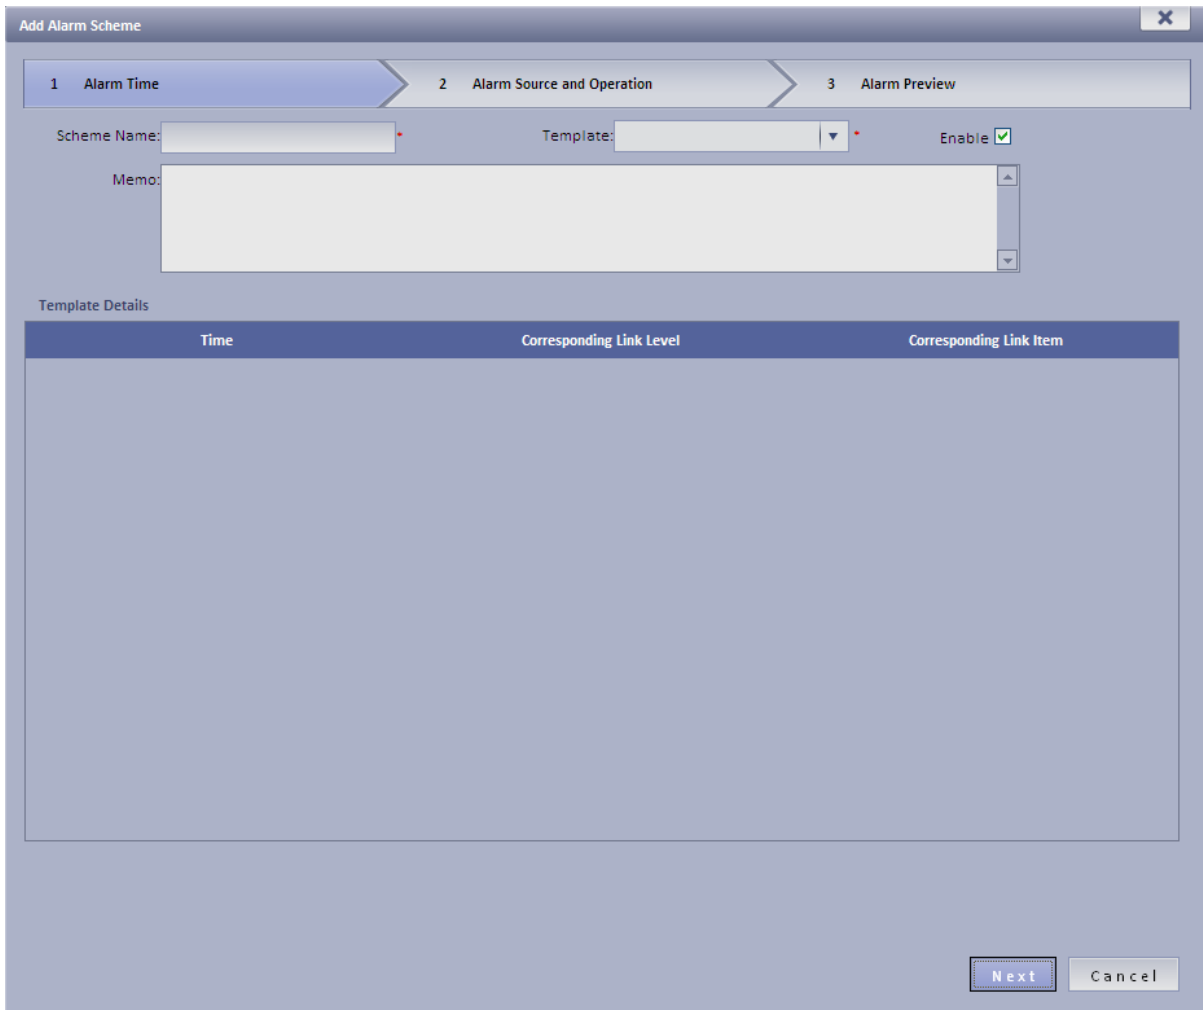 Add Alarm Scheme
1 Alarm Time 2 Alarm Source and Operation 3 Alarm Preview
Scheme Name: * Template: * Enable
Memo:
Template Details
Time Corresponding Link Level Corresponding Link Item
Next Cancel